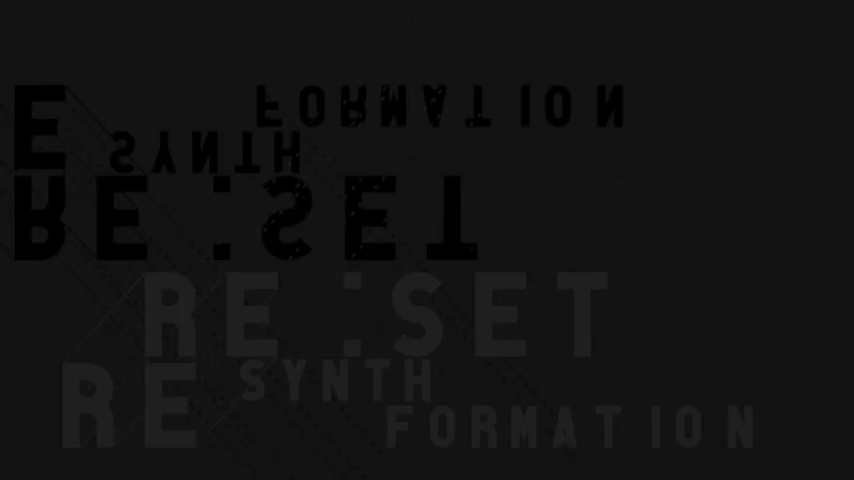 FORMATION
E SYNTH
RE:SET
RE:SET
RE SYNTH
FORMATION